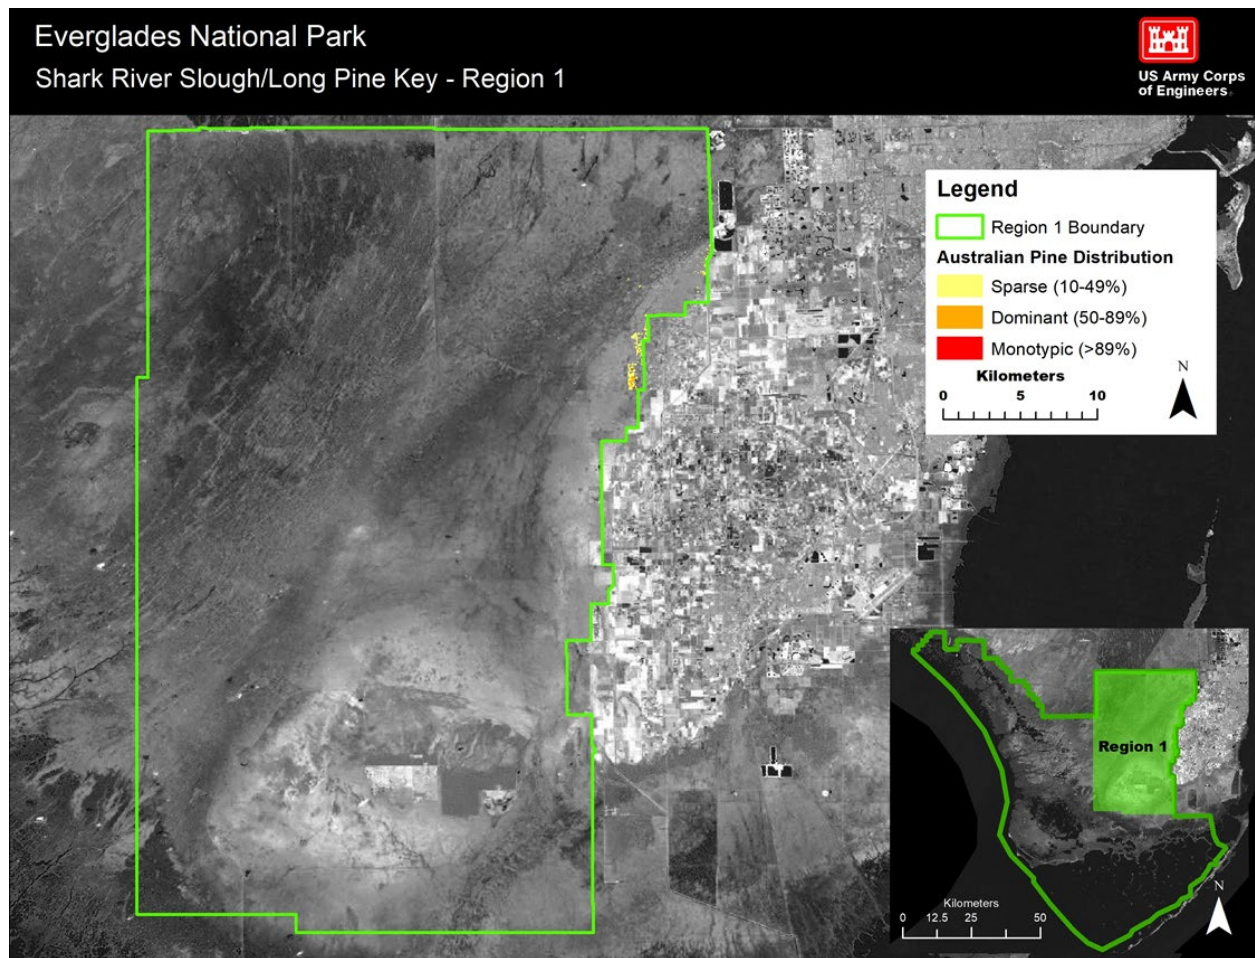 Everglades National Park
Shark River Slough/Long Pine Key - Region 1
US Army Corps
of Engineers
Legend
Region 1 Boundary
Australian Pine Distribution
Sparse (10-49%)
Dominant (50-89%)
Monotypic (>89%)
Kilometers
0 5 10
N
Region 1
Kilometers
0 12.5 25 50
N